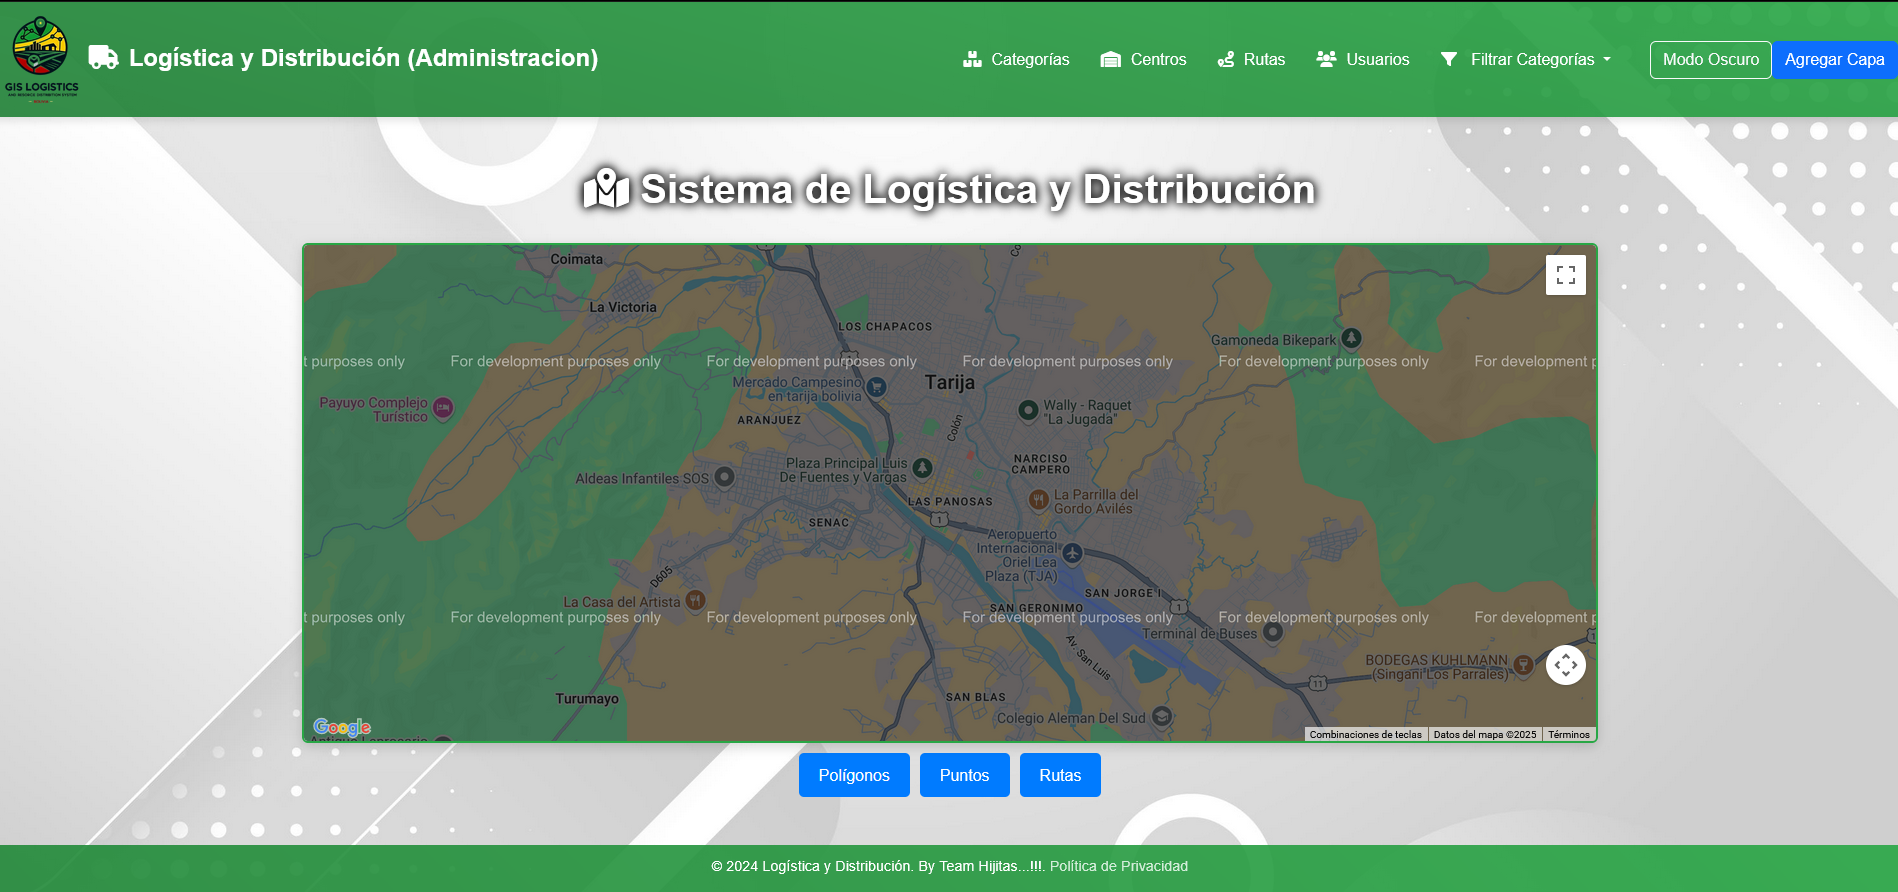 GIS LOGISTICS
Logística y Distribución (Administracion)
Categorías
Centros
Rutas
Usuarios
Filtrar Categorías
Modo Oscuro
Agregar Capa
Sistema de Logística y Distribución
Coimata
La Victoria
LOS CHAPACOS
Gamoneda Bikepark
t purposes only
For development purposes only
For development purposes only
For development purposes only
For development purposes only
For development p
Mercado Campesino
en tarija bolivia
Tarija
Payuyo Complejo
Turístico
ARANJUEZ
Colón
Wally - Raquet
"La Jugada"
Plaza Principal Luis
De Fuentes y Vargas
NARCISO
CAMPERO
Aldeas Infantiles SOS
LAS PANOSAS
La Parrilla del
Gordo Avilés
1
SENAC
Aeropuerto
Internacional
Oriel Lea
Plaza (TJA)
D605
La Casa del Artista
SAN JORGE I
SAN GERONIMO
1
t purposes only
For development purposes only
For development purposes only
For development purposes only
For development purposes only
For development p
Terminal de Buses
Av. San Luis
BODEGAS KUHLMANN
(Singani Los Parrales)
11
Turumayo
SAN BLAS
Colegio Aleman Del Sud
Google
Combinaciones de teclas
Datos del mapa ©2025
Términos
Polígonos
Puntos
Rutas
© 2024 Logística y Distribución. By Team Hijitas...!!!. Política de Privacidad